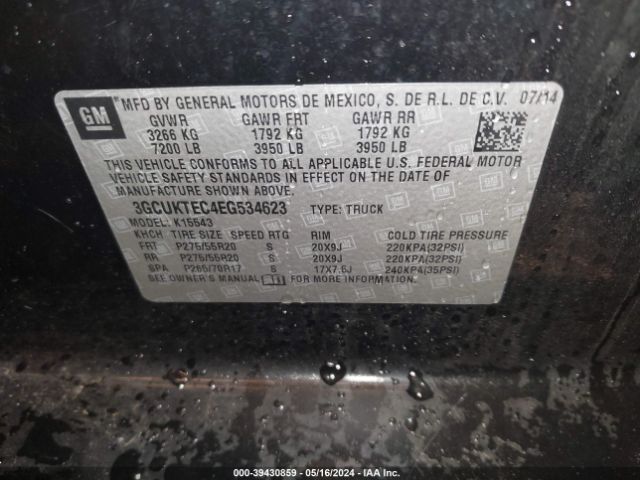 GM
MFD BY GENERAL MOTORS DE MEXICO, S. DE R.L. DE C.V. 07/14
GVWR GAWR FRT GAWR RR
3266 KG 1792 KG 1792 KG
7200 LB 3950 LB 3950 LB
THIS VEHICLE CONFORMS TO ALL APPLICABLE U.S. FEDERAL MOTOR
VEHICLE SAFETY STANDARDS IN EFFECT ON THE DATE OF
MANUFACTURE SHOWN ABOVE.
3GCUKTEC4EG534623 TYPE: TRUCK
MODEL: K15543
KHCH TIRE SIZE SPEED RTG RIM COLD TIRE PRESSURE
FRT P275/55R20 S 20X9J 220KPA(32PSI)
RR P275/55R20 S 20X9J 220KPA(32PSI)
SPA P265/70R17 S 17X7.5J 240KPA(35PSI)
SEE OWNER'S MANUAL FOR MORE INFORMATION.
000-39430859 - 05/16/2024 - IAA Inc.